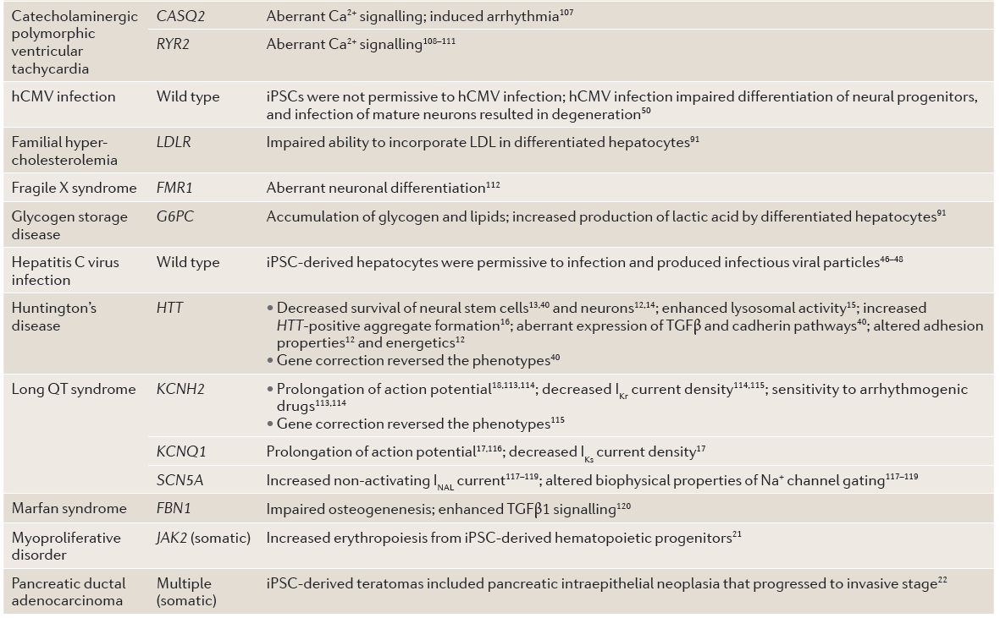 Catecholaminergic
polymorphic
ventricular
tachycardia
CASQ2
Aberrant Ca²⁺ signalling; induced arrhythmia¹⁰⁷
RYR2
Aberrant Ca²⁺ signalling¹⁰⁸⁻¹¹¹
hCMV infection
Wild type
iPSCs were not permissive to hCMV infection; hCMV infection impaired differentiation of neural progenitors,
and infection of mature neurons resulted in degeneration⁵⁰
Familial hyper-
cholesterolemia
LDLR
Impaired ability to incorporate LDL in differentiated hepatocytes⁹¹
Fragile X syndrome
FMR1
Aberrant neuronal differentiation¹¹²
Glycogen storage
disease
G6PC
Accumulation of glycogen and lipids; increased production of lactic acid by differentiated hepatocytes⁹¹
Hepatitis C virus
infection
Wild type
iPSC-derived hepatocytes were permissive to infection and produced infectious viral particles⁴⁶⁻⁴⁸
Huntington's
disease
HTT
• Decreased survival of neural stem cells¹³,⁴⁰ and neurons¹²,¹⁴; enhanced lysosomal activity¹⁵; increased
HTT-positive aggregate formation¹⁶; aberrant expression of TGFβ and cadherin pathways⁴⁰; altered adhesion
properties¹² and energetics¹²
• Gene correction reversed the phenotypes⁴⁰
Long QT syndrome
KCNH2
• Prolongation of action potential¹⁸,¹¹³,¹¹⁴; decreased I_Kr current density¹¹⁴,¹¹⁵; sensitivity to arrhythmogenic
drugs¹¹³,¹¹⁴
• Gene correction reversed the phenotypes¹¹⁵
KCNQ1
Prolongation of action potential¹⁷,¹¹⁶; decreased I_Ks current density¹⁷
SCN5A
Increased non-activating I_NAL current¹¹⁷⁻¹¹⁹; altered biophysical properties of Na⁺ channel gating¹¹⁷⁻¹¹⁹
Marfan syndrome
FBN1
Impaired osteogenenesis; enhanced TGFβ1 signalling¹²⁰
Myoproliferative
disorder
JAK2 (somatic)
Increased erythropoiesis from iPSC-derived hematopoietic progenitors²¹
Pancreatic ductal
adenocarcinoma
Multiple
(somatic)
iPSC-derived teratomas included pancreatic intraepithelial neoplasia that progressed to invasive stage²²